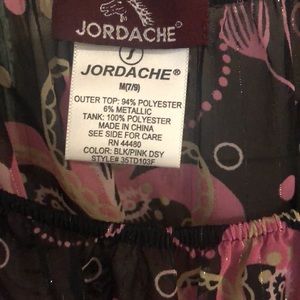 JORDACHE
J
JORDACHE®
M(7/9)
OUTER TOP: 94% POLYESTER
6% METALLIC
TANK: 100% POLYESTER
MADE IN CHINA
SEE SIDE FOR CARE
RN 44480
COLOR: BLK/PINK DSY
STYLE# 35TD103F